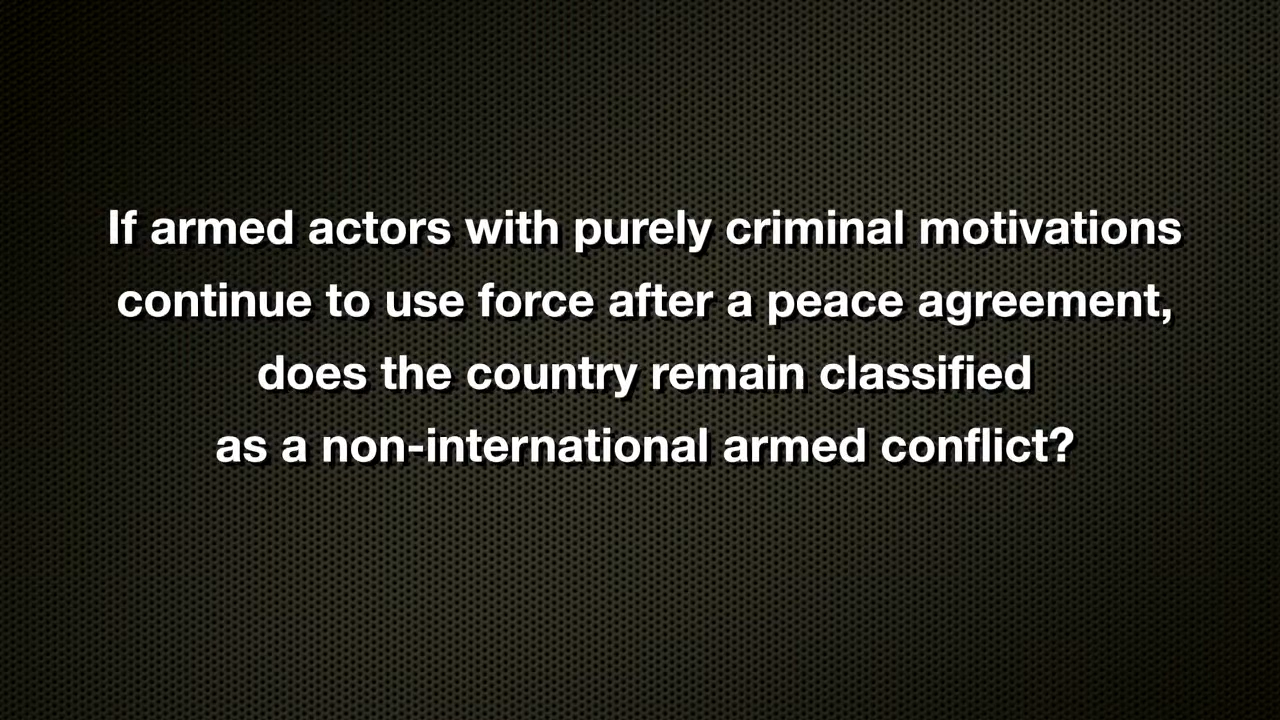 If armed actors with purely criminal motivations
continue to use force after a peace agreement,
does the country remain classified
as a non-international armed conflict?